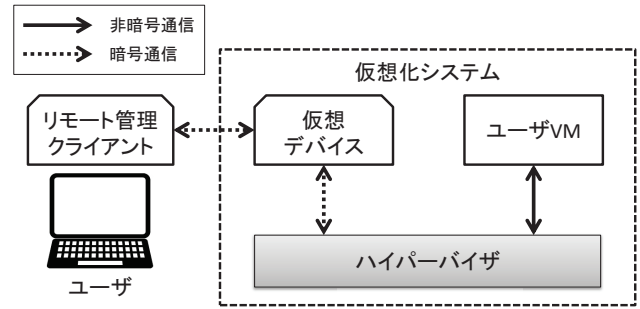 非暗号通信
暗号通信
仮想化システム
リモート管理
クライアント
仮想
デバイス
ユーザVM
ハイパーバイザ
ユーザ